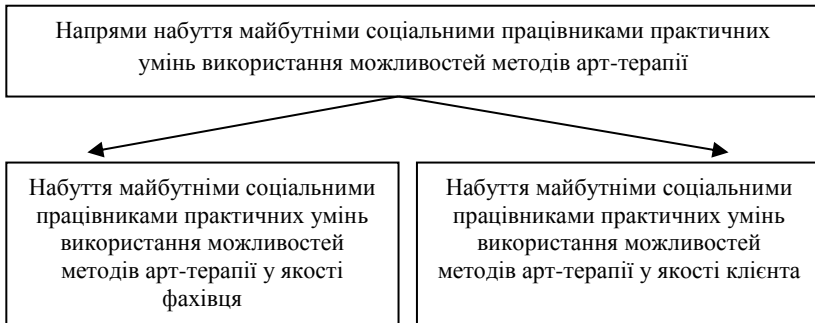 Напрями набуття майбутніми соціальними працівниками практичних
умінь використання можливостей методів арт-терапії
Набуття майбутніми соціальними
працівниками практичних умінь
використання можливостей
методів арт-терапії у якості
фахівця
Набуття майбутніми соціальними
працівниками практичних умінь
використання можливостей
методів арт-терапії у якості клієнта